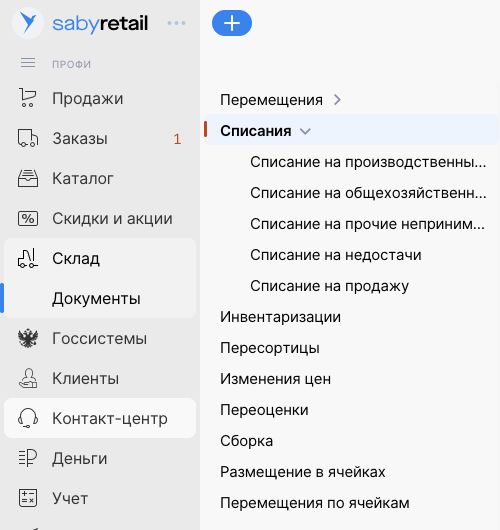 sabyretail
ПРОФИ
Продажи
Заказы 1
Каталог
Скидки и акции
Склад
Документы
Госсистемы
Клиенты
Контакт-центр
Деньги
Учет
Перемещения
Списания
Списание на производственны...
Списание на общехозяйственн...
Списание на прочие неприним...
Списание на недостачи
Списание на продажу
Инвентаризации
Пересортицы
Изменения цен
Переоценки
Сборка
Размещение в ячейках
Перемещения по ячейкам